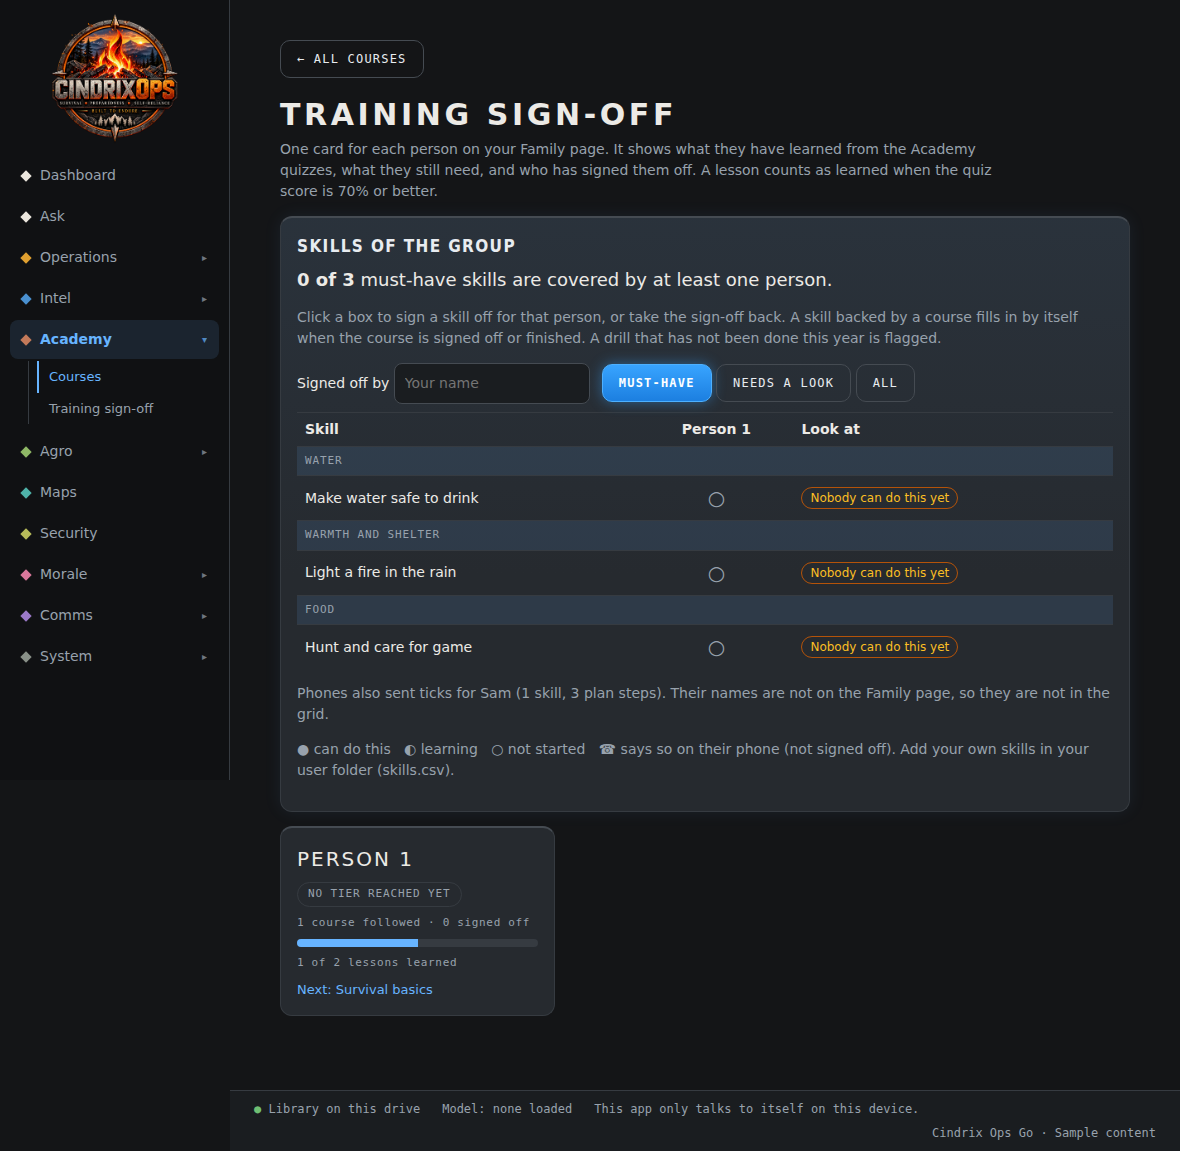 CINDRIXOPS
SURVIVAL • PREPAREDNESS • SELF-RELIANCE
BUILT TO ENDURE
Dashboard
Ask
Operations
Intel
Academy
Courses
Training sign-off
Agro
Maps
Security
Morale
Comms
System
← ALL COURSES
TRAINING SIGN-OFF
One card for each person on your Family page. It shows what they have learned from the Academy
quizzes, what they still need, and who has signed them off. A lesson counts as learned when the quiz
score is 70% or better.
SKILLS OF THE GROUP
0 of 3 must-have skills are covered by at least one person.
Click a box to sign a skill off for that person, or take the sign-off back. A skill backed by a course fills in by itself
when the course is signed off or finished. A drill that has not been done this year is flagged.
Signed off by Your name MUST-HAVE NEEDS A LOOK ALL
Skill Person 1 Look at
WATER
Make water safe to drink ○ Nobody can do this yet
WARMTH AND SHELTER
Light a fire in the rain ○ Nobody can do this yet
FOOD
Hunt and care for game ○ Nobody can do this yet
Phones also sent ticks for Sam (1 skill, 3 plan steps). Their names are not on the Family page, so they are not in the
grid.
● can do this ◐ learning ○ not started ☎ says so on their phone (not signed off). Add your own skills in your
user folder (skills.csv).
PERSON 1
NO TIER REACHED YET
1 course followed · 0 signed off
1 of 2 lessons learned
Next: Survival basics
● Library on this drive Model: none loaded This app only talks to itself on this device.
Cindrix Ops Go · Sample content